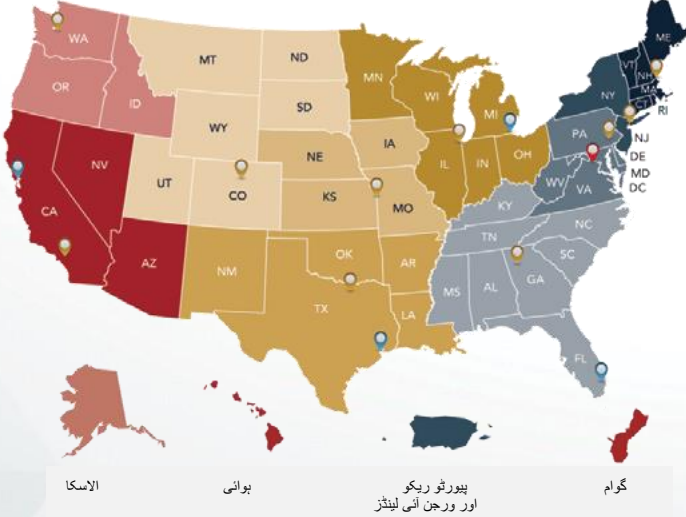 WA
MT
ND
MN
ME
VT
NH
OR
ID
SD
WI
MI
NY
MA
CT
RI
WY
IA
PA
NJ
NE
OH
DE
NV
UT
CO
IL
IN
WV
MD
DC
VA
CA
KS
MO
KY
NC
TN
AZ
NM
OK
AR
SC
TX
MS
AL
GA
LA
FL
الاسکا
ہوائی
پیورٹو ریکو
اور ورجن آئی لینڈز
گوام